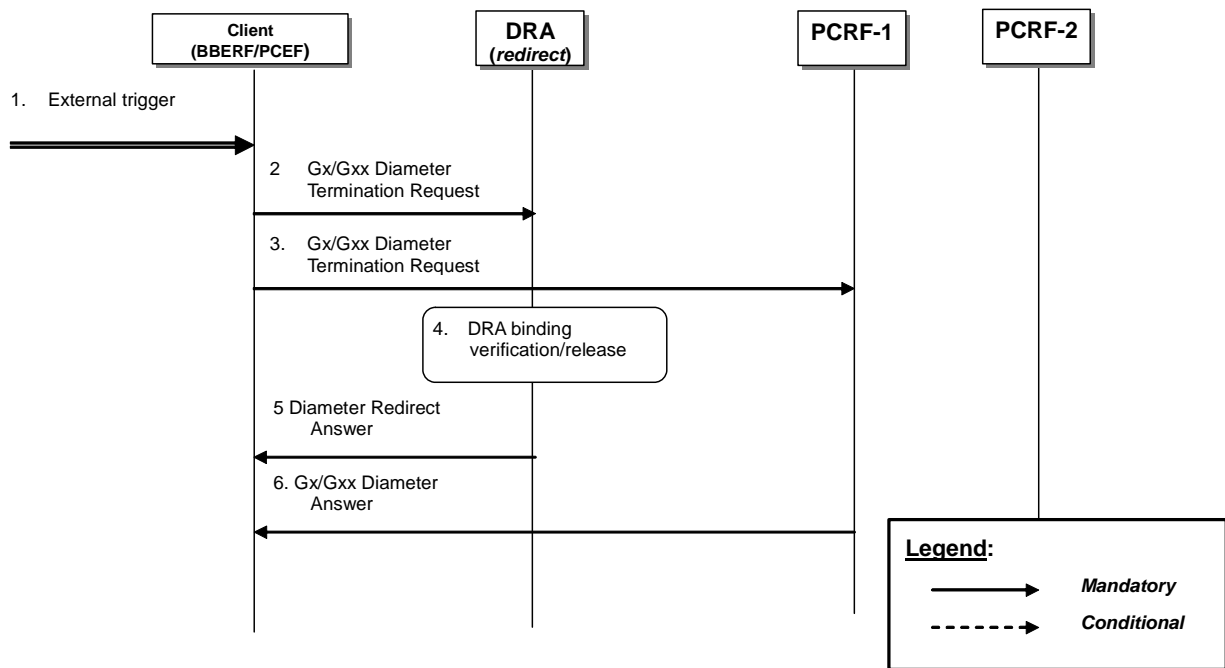 Client
(BBERF/PCEF)
DRA
(redirect)
PCRF-1
PCRF-2
1. External trigger
2 Gx/Gxx Diameter
Termination Request
3. Gx/Gxx Diameter
Termination Request
4. DRA binding
verification/release
5 Diameter Redirect
Answer
6. Gx/Gxx Diameter
Answer
Legend:
Mandatory
Conditional